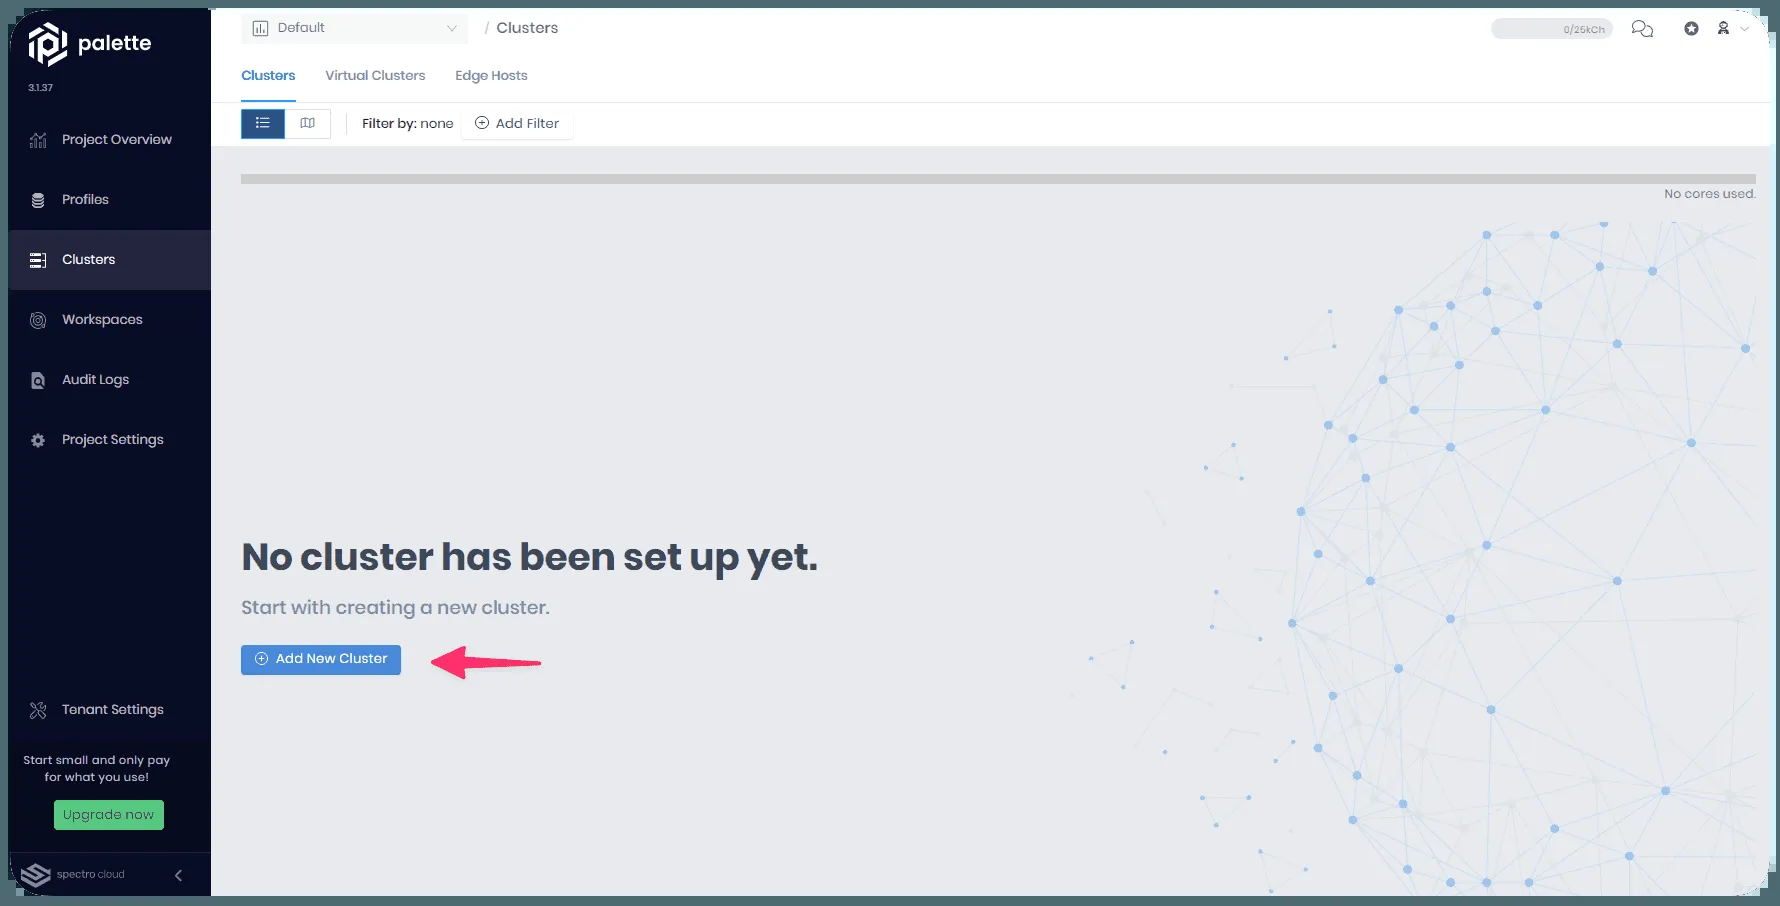 palette
3.1.37
Project Overview
Profiles
Clusters
Workspaces
Audit Logs
Project Settings
Tenant Settings
Start small and only pay
for what you use!
Upgrade now
spectro cloud
Default
/ Clusters
0/25kCh
Clusters
Virtual Clusters
Edge Hosts
Filter by: none
Add Filter
No cores used.
No cluster has been set up yet.
Start with creating a new cluster.
Add New Cluster